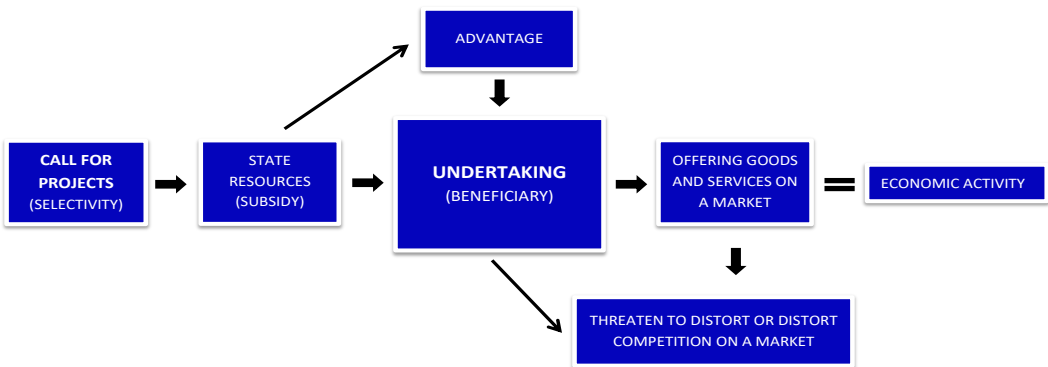 ADVANTAGE
CALL FOR
PROJECTS
(SELECTIVITY)
STATE
RESOURCES
(SUBSIDY)
UNDERTAKING
(BENEFICIARY)
OFFERING GOODS
AND SERVICES ON
A MARKET
ECONOMIC ACTIVITY
THREATEN TO DISTORT OR DISTORT
COMPETITION ON A MARKET